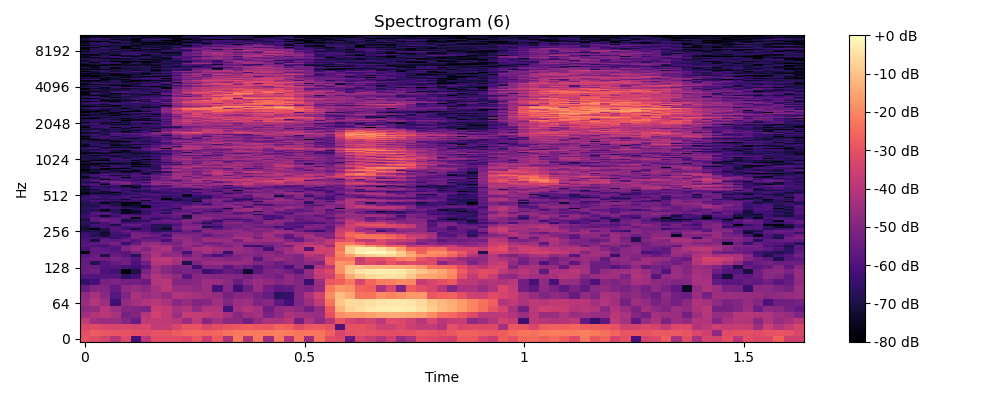 Spectrogram (6)
8192
4096
2048
1024
512
256
128
64
0
Hz
0
0.5
1
1.5
Time
+0 dB
-10 dB
-20 dB
-30 dB
-40 dB
-50 dB
-60 dB
-70 dB
-80 dB